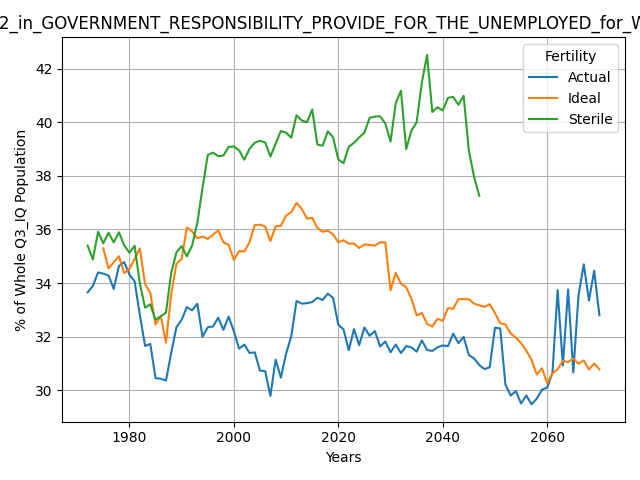 2_in_GOVERNMENT_RESPONSIBILITY_PROVIDE_FOR_THE_UNEMPLOYED_for_W
Fertility
Actual
Ideal
Sterile
% of Whole Q3_IQ Population
42
40
38
36
34
32
30
1980
2000
2020
2040
2060
Years